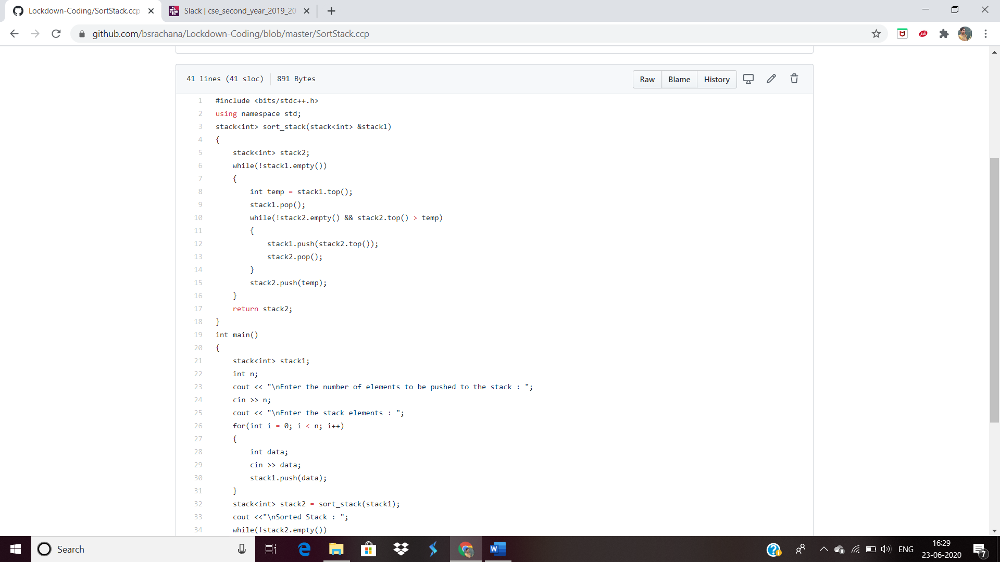 Lockdown-Coding/SortStack.ccp
Slack | cse_second_year_2019_20
github.com/bsrachana/Lockdown-Coding/blob/master/SortStack.ccp
Ask
41 lines (41 sloc) 891 Bytes
Raw Blame History
1 #include <bits/stdc++.h>
2 using namespace std;
3 stack<int> sort_stack(stack<int> &stack1)
4 {
5     stack<int> stack2;
6     while(!stack1.empty())
7     {
8         int temp = stack1.top();
9         stack1.pop();
10         while(!stack2.empty() && stack2.top() > temp)
11         {
12             stack1.push(stack2.top());
13             stack2.pop();
14         }
15         stack2.push(temp);
16     }
17     return stack2;
18 }
19 int main()
20 {
21     stack<int> stack1;
22     int n;
23     cout << "\nEnter the number of elements to be pushed to the stack : ";
24     cin >> n;
25     cout << "\nEnter the stack elements : ";
26     for(int i = 0; i < n; i++)
27     {
28         int data;
29         cin >> data;
30         stack1.push(data);
31     }
32     stack<int> stack2 = sort_stack(stack1);
33     cout <<"\nSorted Stack : ";
34     while(!stack2.empty())
Search
W
ENG
16:29
23-06-2020
7